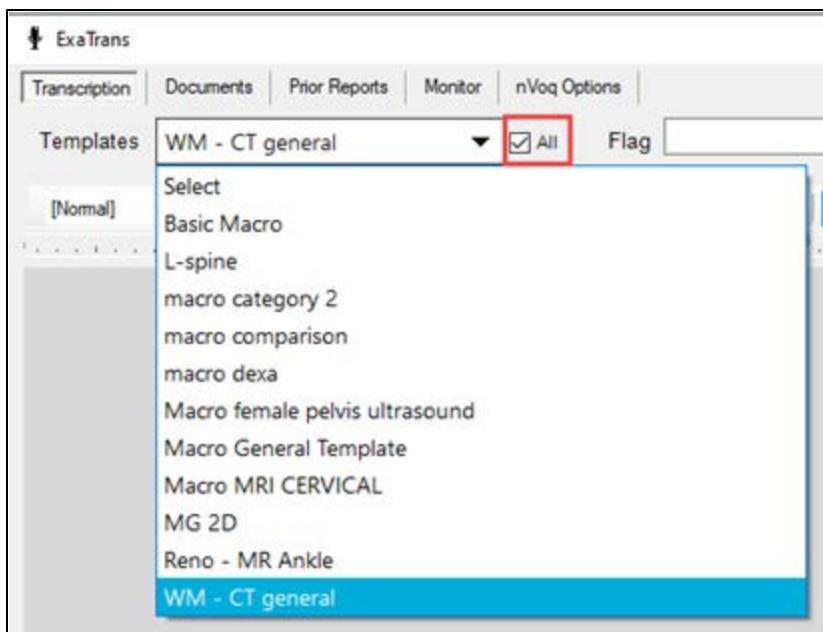 ExaTrans
Transcription Documents Prior Reports Monitor nVoq Options
Templates WM - CT general All Flag
[Normal]
Select
Basic Macro
L-spine
macro category 2
macro comparison
macro dexa
Macro female pelvis ultrasound
Macro General Template
Macro MRI CERVICAL
MG 2D
Reno - MR Ankle
WM - CT general